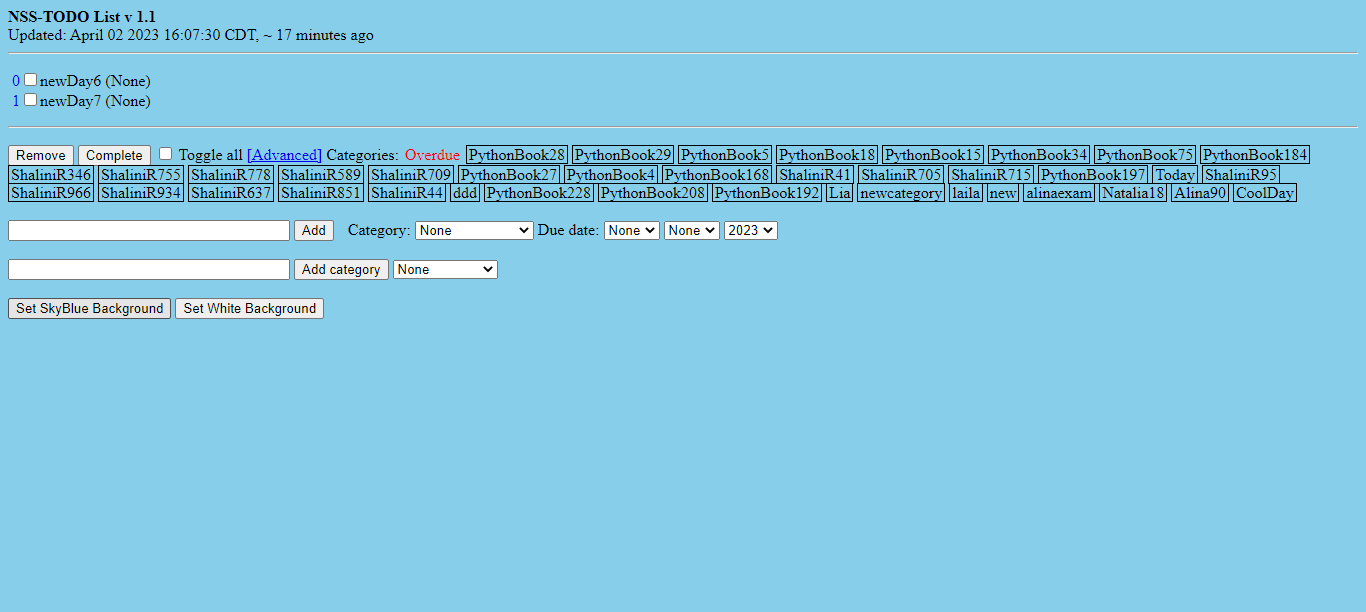 NSS-TODO List v 1.1
Updated: April 02 2023 16:07:30 CDT, ~ 17 minutes ago
0 newDay6 (None)
1 newDay7 (None)
Remove Complete Toggle all [Advanced] Categories: Overdue PythonBook28 PythonBook29 PythonBook5 PythonBook18 PythonBook15 PythonBook34 PythonBook75 PythonBook184
ShaliniR346 ShaliniR755 ShaliniR778 ShaliniR589 ShaliniR709 PythonBook27 PythonBook4 PythonBook168 ShaliniR41 ShaliniR705 ShaliniR715 PythonBook197 Today ShaliniR95
ShaliniR966 ShaliniR934 ShaliniR637 ShaliniR851 ShaliniR44 ddd PythonBook228 PythonBook208 PythonBook192 Lia newcategory laila new alinaexam Natalia18 Alina90 CoolDay
Add Category: None Due date: None None 2023
Add category None
Set SkyBlue Background Set White Background